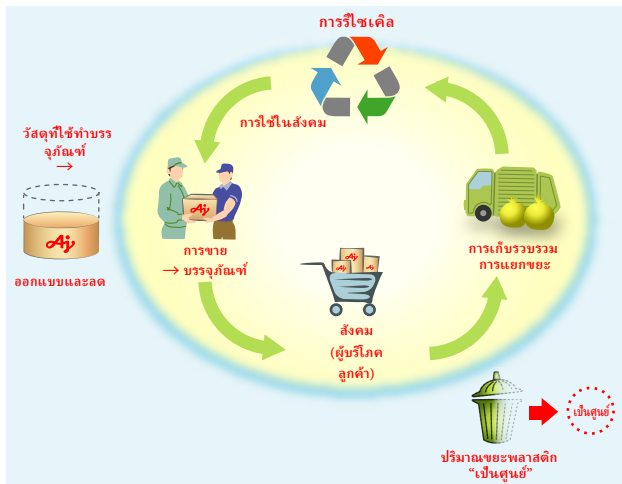 การรีไซเคิล
การใช้ในสังคม
วัสดุที่ใช้ทำบรร
จุภัณฑ์
→
Aj
ออกแบบและลด
Aj
การขาย
→ บรรจุภัณฑ์
Aj
Aj
Aj
สังคม
(ผู้บริโภค
ลูกค้า)
การเก็บรวบรวม
การแยกขยะ
เป็นศูนย์
ปริมาณขยะพลาสติก
“เป็นศูนย์”